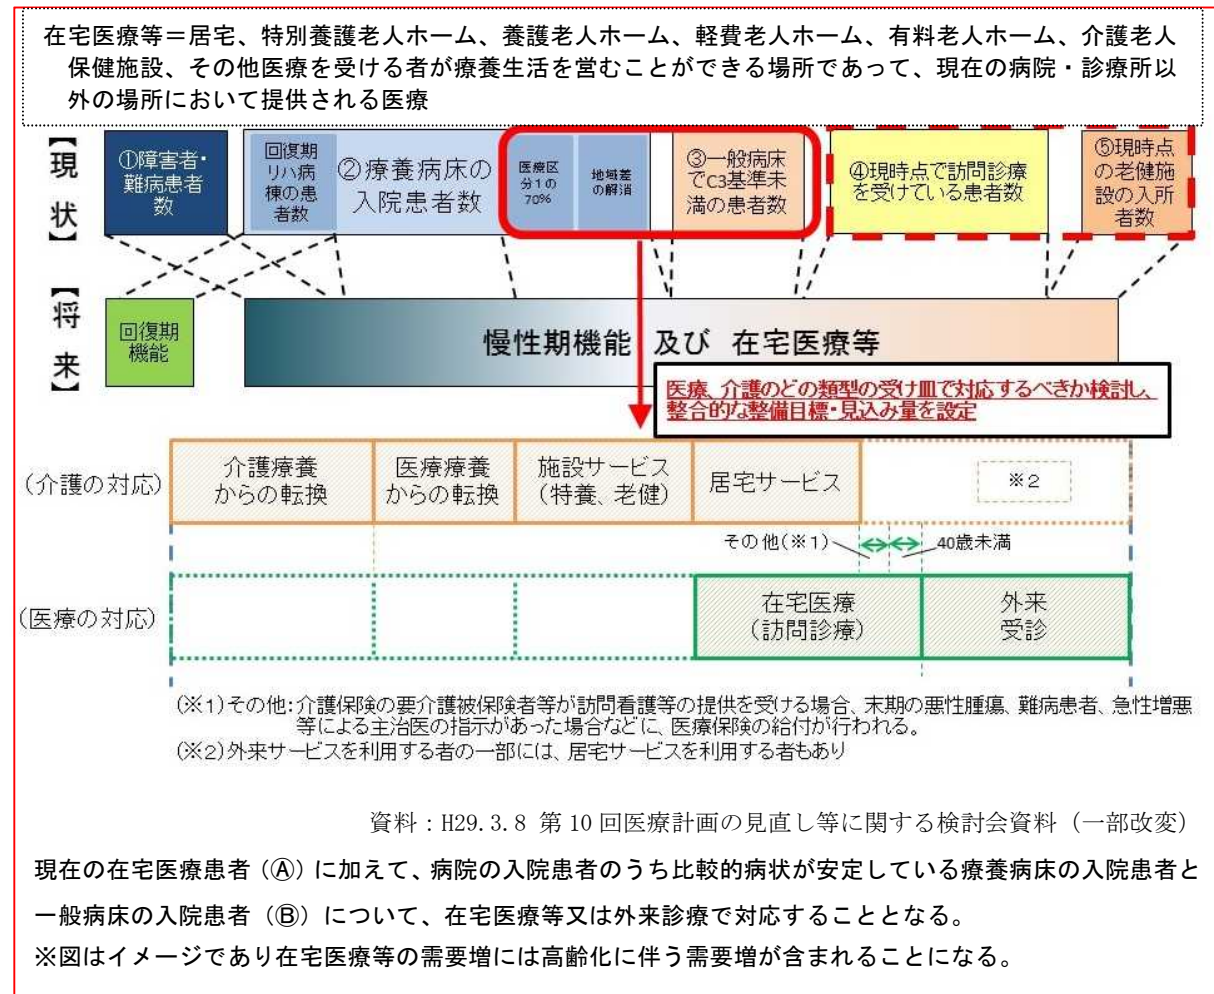 在宅医療等＝居宅、特別養護老人ホーム、養護老人ホーム、軽費老人ホーム、有料老人ホーム、介護老人
保健施設、その他医療を受ける者が療養生活を営むことができる場所であって、現在の病院・診療所以
外の場所において提供される医療
【現状】
①障害者・
難病患者
数
回復期
リハ病
棟の患
者数
②療養病床の
入院患者数
医療区
分1の
70%
地域差
の解消
③一般病床
でC3基準未
満の患者数
④現時点で訪問診療
を受けている患者数
⑤現時点
の老健施
設の入所
者数
【将来】
回復期
機能
慢性期機能 及び 在宅医療等
医療、介護のどの類型の受け皿で対応するべきか検討し、
整合的な整備目標・見込み量を設定
(介護の対応)
介護療養
からの転換
医療療養
からの転換
施設サービス
(特養、老健)
居宅サービス
※2
その他(※1)
40歳未満
(医療の対応)
在宅医療
(訪問診療)
外来
受診
(※1)その他:介護保険の要介護被保険者等が訪問看護等の提供を受ける場合、末期の悪性腫瘍、難病患者、急性増悪
等による主治医の指示があった場合などに、医療保険の給付が行われる。
(※2)外来サービスを利用する者の一部には、居宅サービスを利用する者もあり
資料：H29.3.8 第10回医療計画の見直し等に関する検討会資料（一部改変）
現在の在宅医療患者（Ⓐ）に加えて、病院の入院患者のうち比較的病状が安定している療養病床の入院患者と
一般病床の入院患者（Ⓑ）について、在宅医療等又は外来診療で対応することとなる。
※図はイメージであり在宅医療等の需要増には高齢化に伴う需要増が含まれることになる。